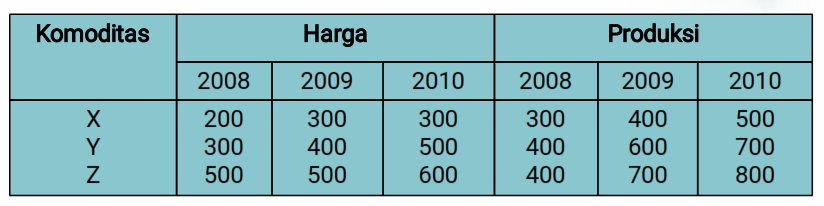 Komoditas Harga Produksi
2008 2009 2010 2008 2009 2010
X 200 300 300 300 400 500
Y 300 400 500 400 600 700
Z 500 500 600 400 700 800